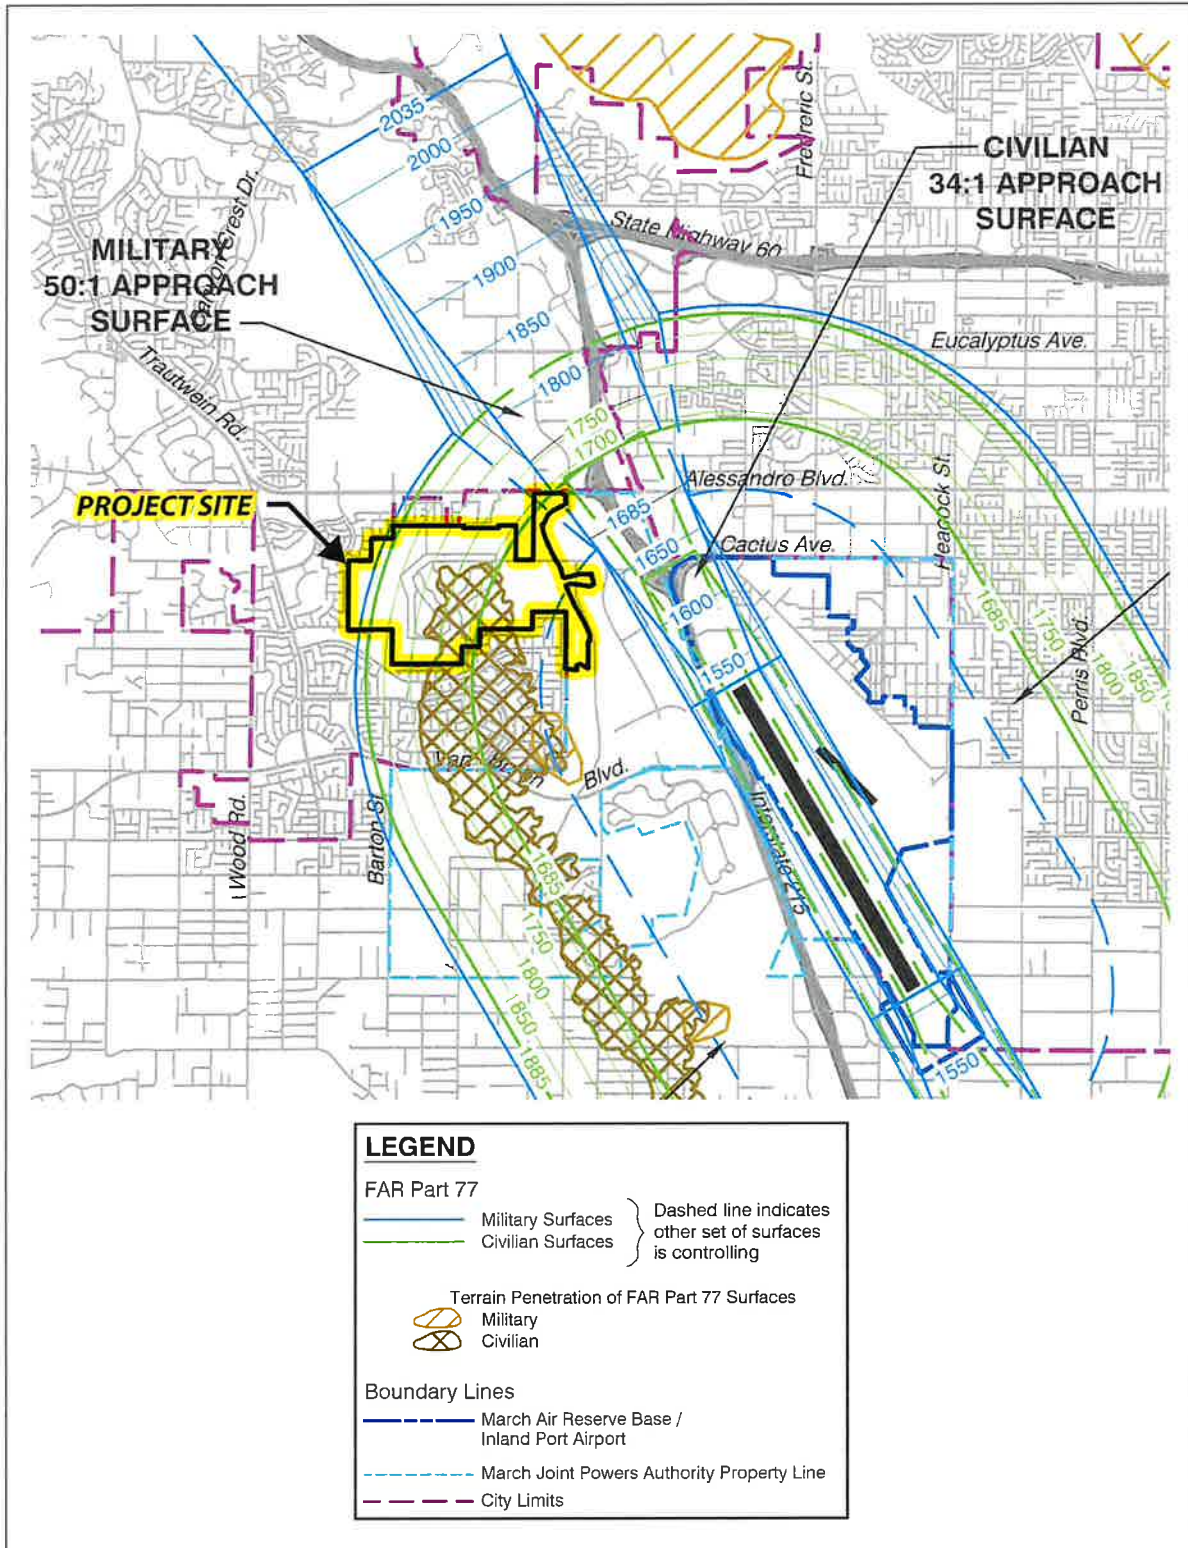 2035
2000
1950
1900
1850
1800
1750
1700
Frederic St.
CIVILIAN
34:1 APPROACH
SURFACE
State Highway 60
MILITARY
50:1 APPROACH
SURFACE
Crest Dr.
Trautwein Rd.
Eucalyptus Ave.
PROJECT SITE
Alessandro Blvd.
1685
1650
Cactus Ave.
Heacock St.
1600
1550
1685
1750
1800
1850
Perris Blvd.
Blvd.
Wood Rd.
Barton St
Interstate 215
1685
1750
1800
1850
1885
1550
LEGEND
FAR Part 77
Military Surfaces
Civilian Surfaces
Dashed line indicates
other set of surfaces
is controlling
Terrain Penetration of FAR Part 77 Surfaces
Military
Civilian
Boundary Lines
March Air Reserve Base /
Inland Port Airport
March Joint Powers Authority Property Line
City Limits